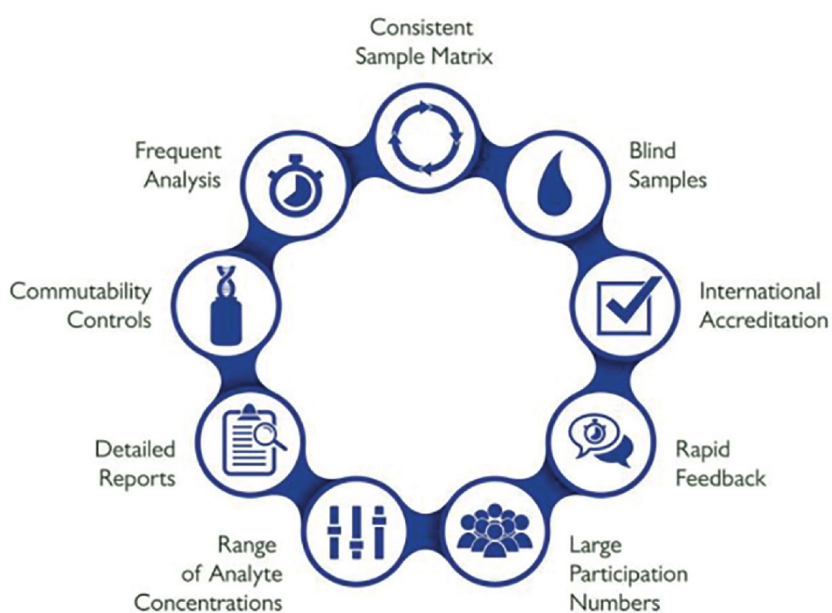 Consistent
Sample Matrix
Blind
Samples
International
Accreditation
Rapid
Feedback
Large
Participation
Numbers
Range
of Analyte
Concentrations
Detailed
Reports
Commutability
Controls
Frequent
Analysis